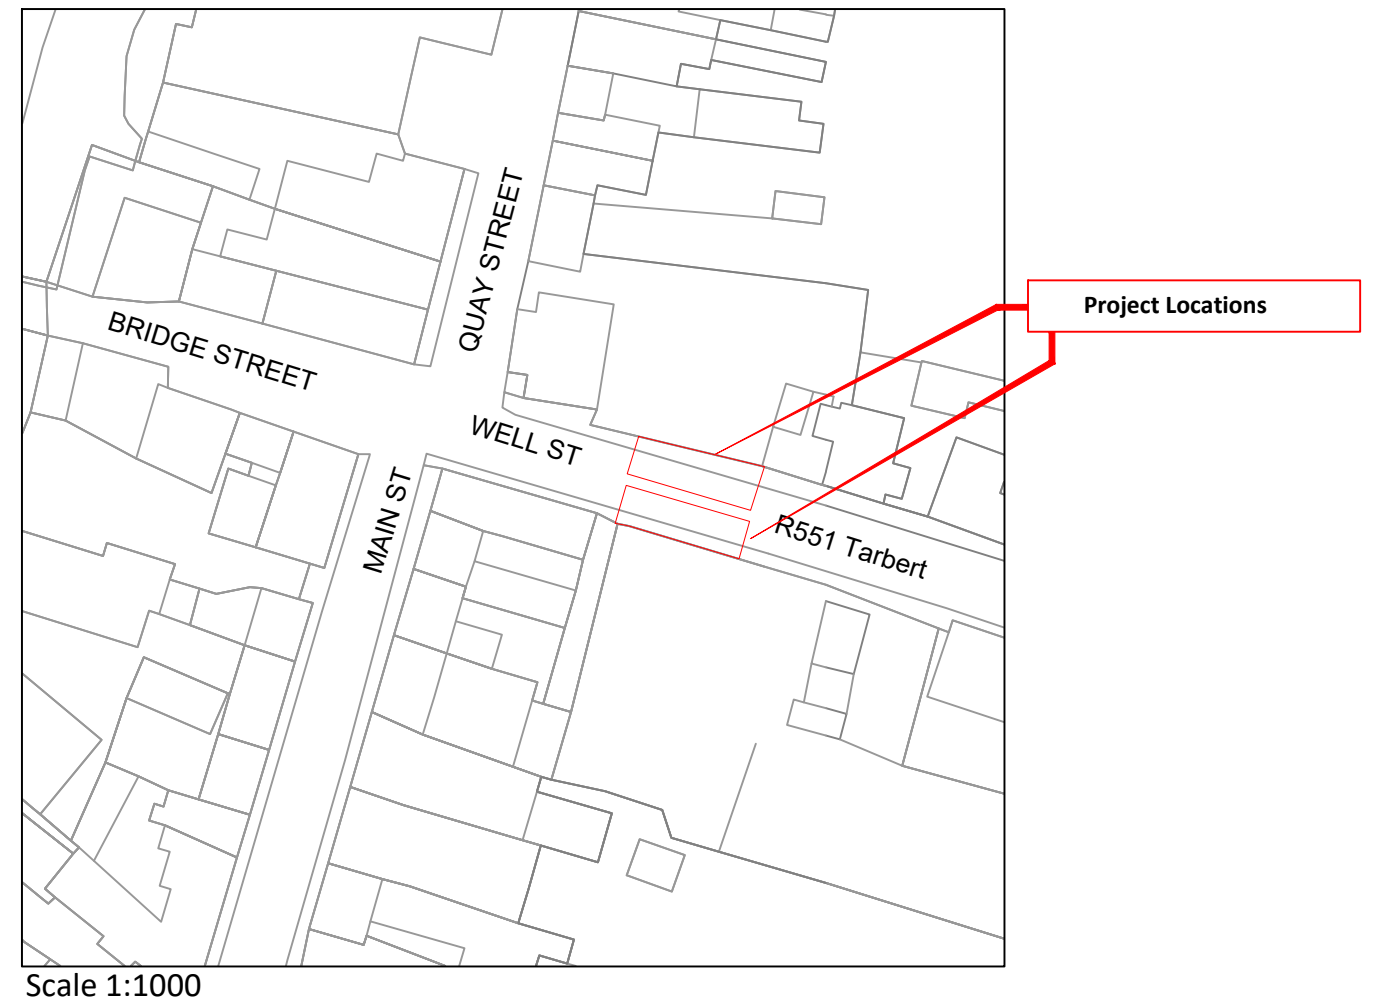 QUAY STREET
Project Locations
BRIDGE STREET
WELL ST
MAIN ST
R551 Tarbert
Scale 1:1000